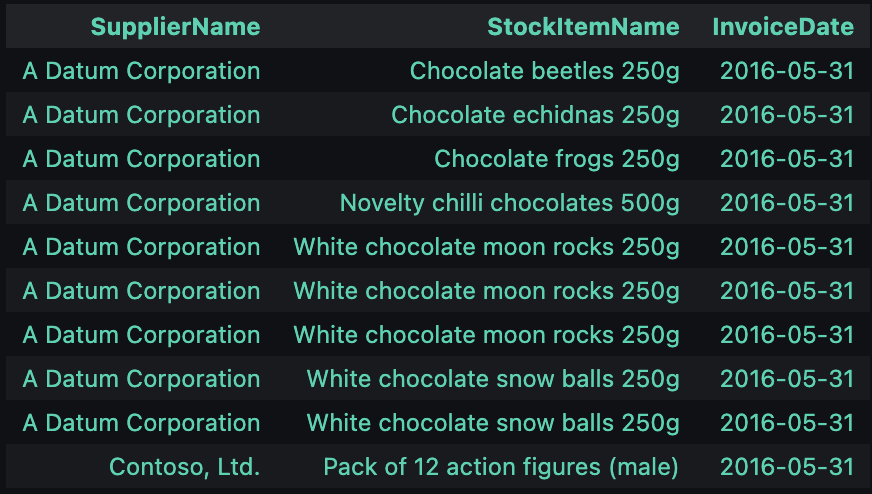 SupplierName StockItemName InvoiceDate
A Datum Corporation Chocolate beetles 250g 2016-05-31
A Datum Corporation Chocolate echidnas 250g 2016-05-31
A Datum Corporation Chocolate frogs 250g 2016-05-31
A Datum Corporation Novelty chilli chocolates 500g 2016-05-31
A Datum Corporation White chocolate moon rocks 250g 2016-05-31
A Datum Corporation White chocolate moon rocks 250g 2016-05-31
A Datum Corporation White chocolate moon rocks 250g 2016-05-31
A Datum Corporation White chocolate snow balls 250g 2016-05-31
A Datum Corporation White chocolate snow balls 250g 2016-05-31
Contoso, Ltd. Pack of 12 action figures (male) 2016-05-31